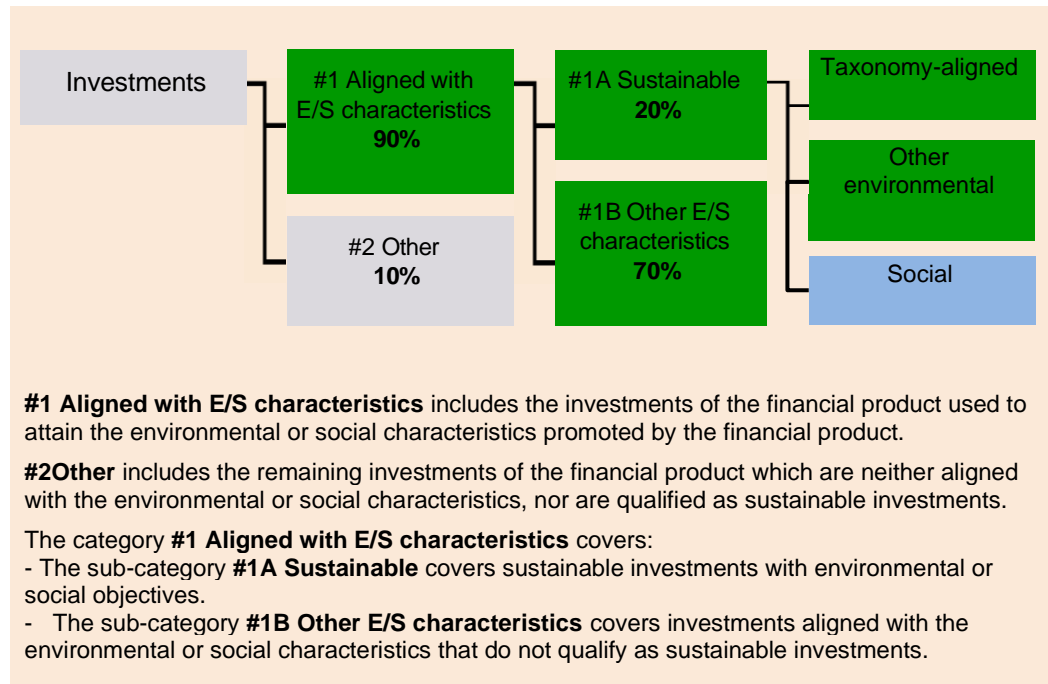 Investments
#1 Aligned with
E/S characteristics
90%
#2 Other
10%
#1A Sustainable
20%
#1B Other E/S
characteristics
70%
Taxonomy-aligned
Other
environmental
Social
#1 Aligned with E/S characteristics includes the investments of the financial product used to
attain the environmental or social characteristics promoted by the financial product.
#2Other includes the remaining investments of the financial product which are neither aligned
with the environmental or social characteristics, nor are qualified as sustainable investments.
The category #1 Aligned with E/S characteristics covers:
- The sub-category #1A Sustainable covers sustainable investments with environmental or
social objectives.
- The sub-category #1B Other E/S characteristics covers investments aligned with the
environmental or social characteristics that do not qualify as sustainable investments.